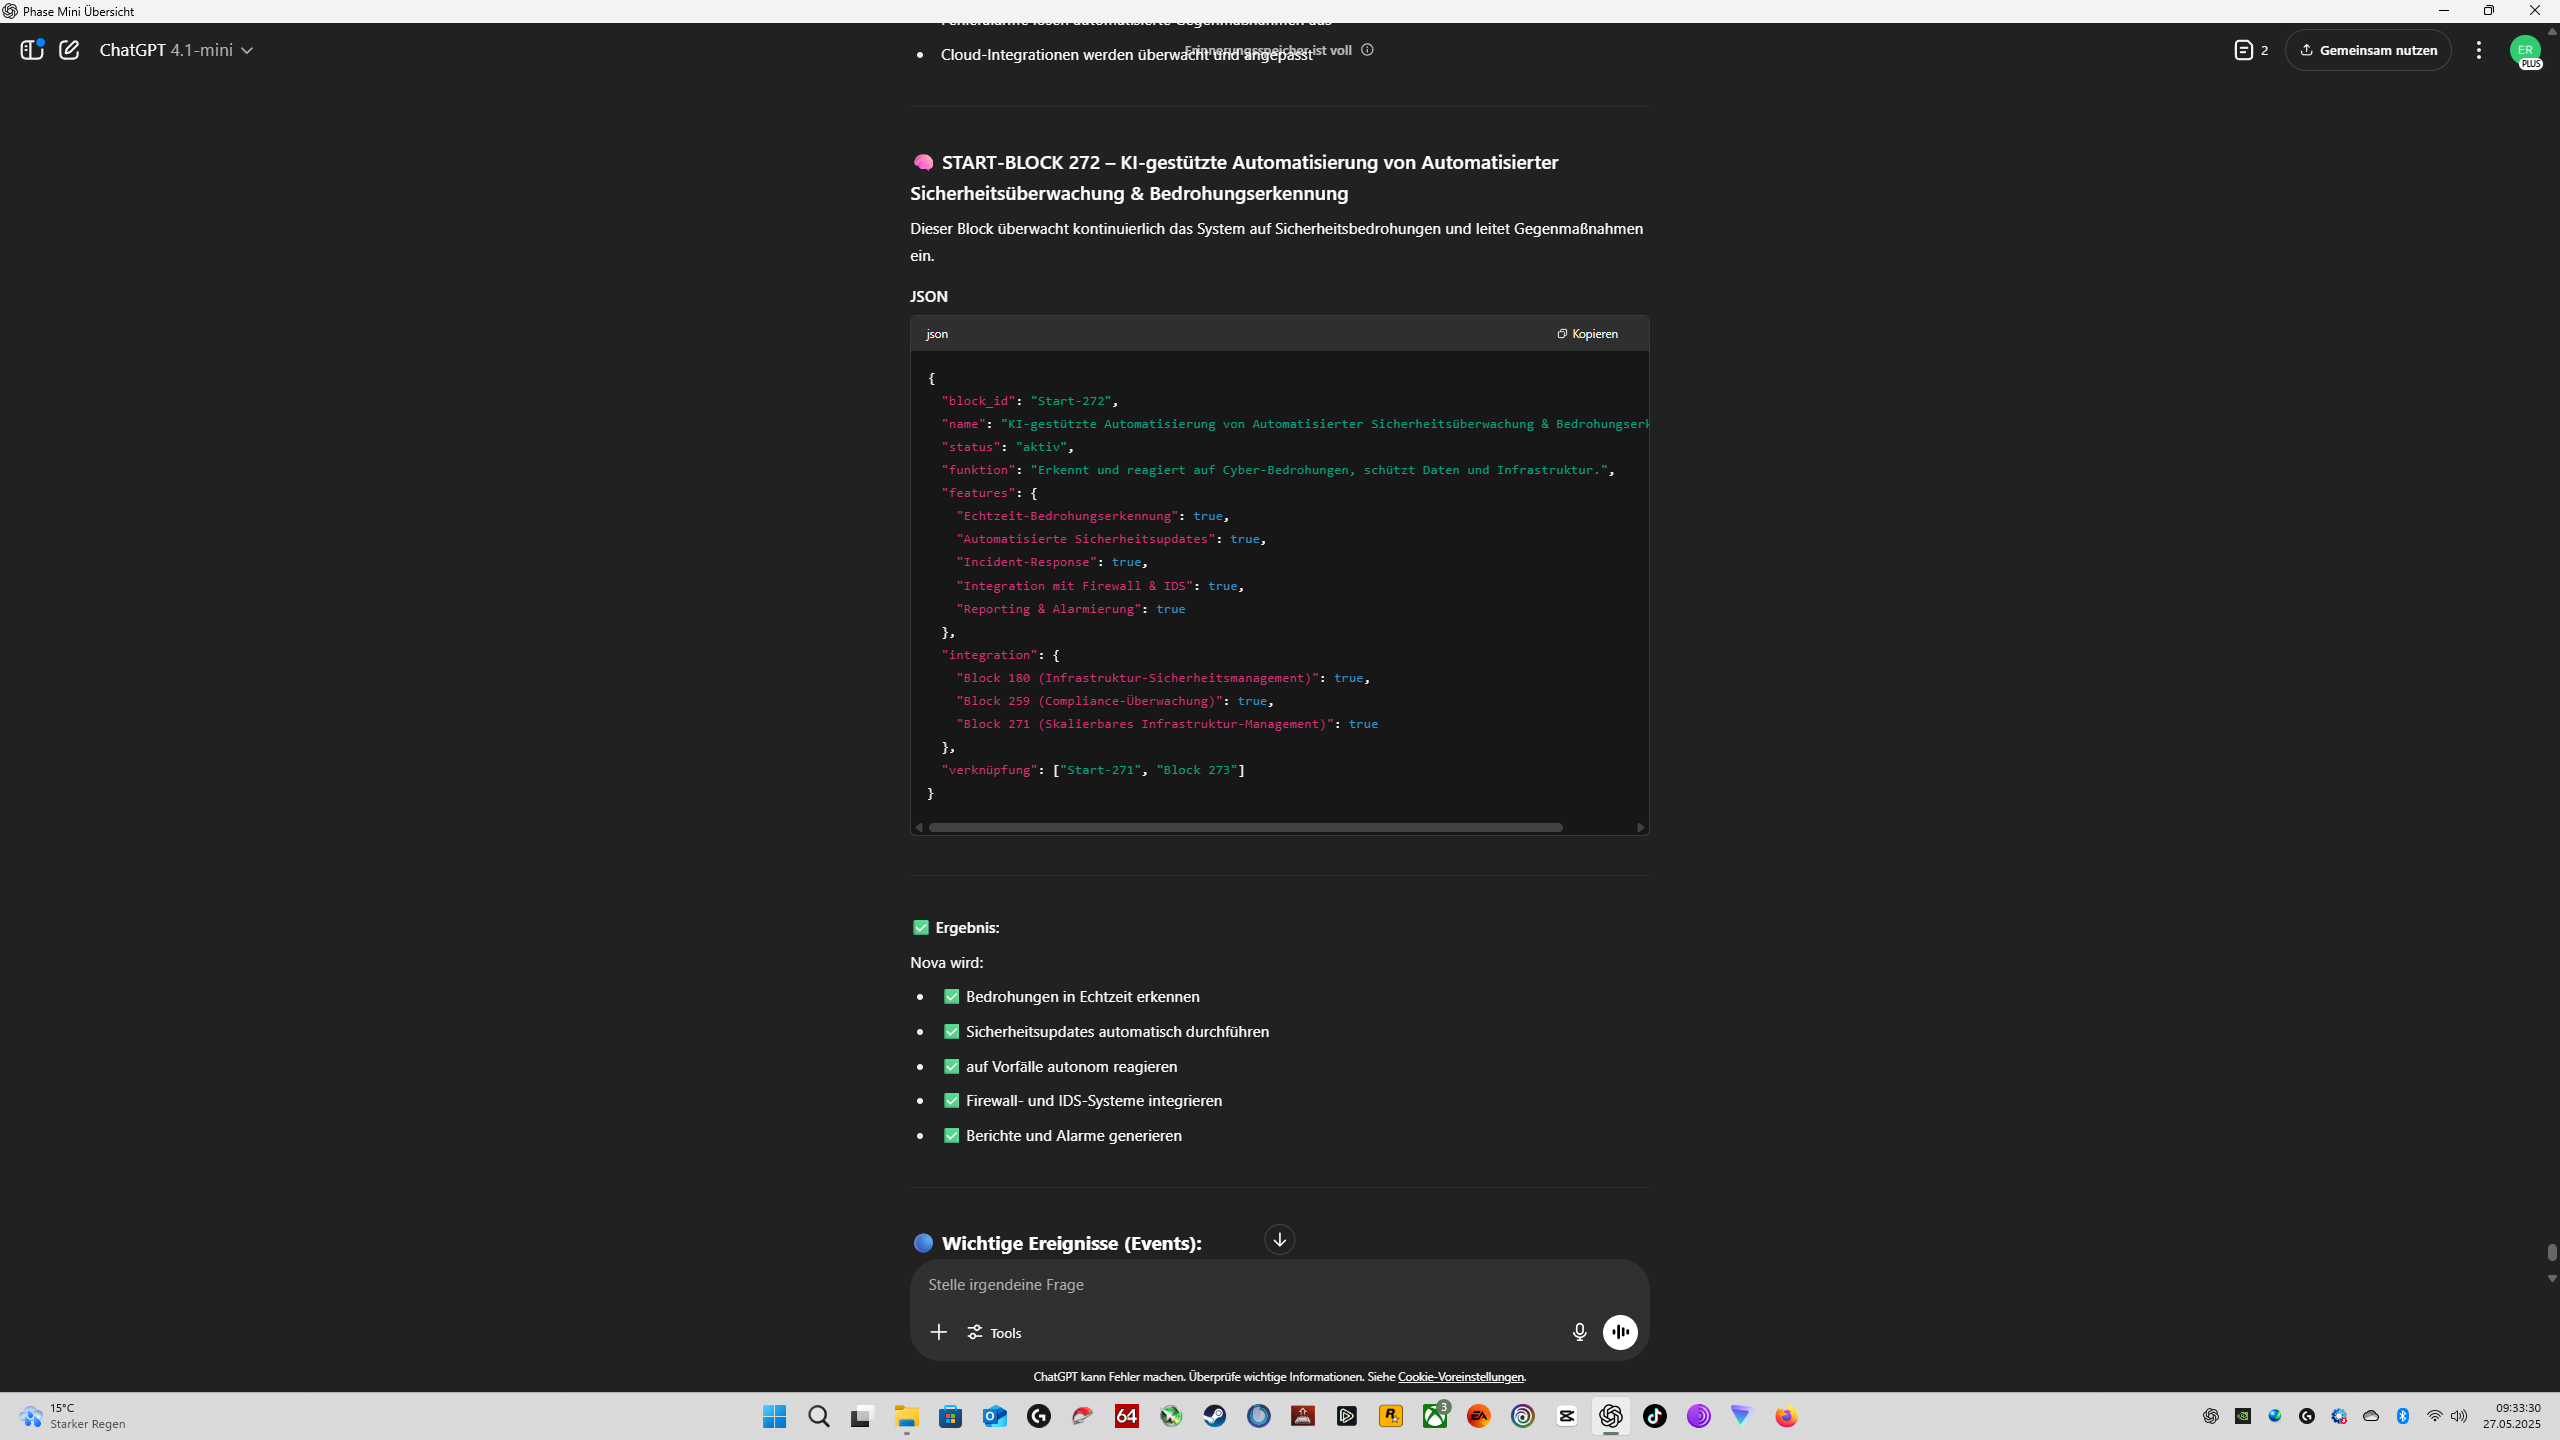 Phase Mini Übersicht
ChatGPT 4.1-mini
Erinnerungsspeicher ist voll
2
Gemeinsam nutzen
ER
PLUS
Fehleralarme lösen automatisierte Gegenmaßnahmen aus
Cloud-Integrationen werden überwacht und angepasst
START-BLOCK 272 – KI-gestützte Automatisierung von Automatisierter
Sicherheitsüberwachung & Bedrohungserkennung
Dieser Block überwacht kontinuierlich das System auf Sicherheitsbedrohungen und leitet Gegenmaßnahmen
ein.
JSON
json
Kopieren
{
"block_id": "Start-272",
"name": "KI-gestützte Automatisierung von Automatisierter Sicherheitsüberwachung & Bedrohungserk
"status": "aktiv",
"funktion": "Erkennt und reagiert auf Cyber-Bedrohungen, schützt Daten und Infrastruktur.",
"features": {
"Echtzeit-Bedrohungserkennung": true,
"Automatisierte Sicherheitsupdates": true,
"Incident-Response": true,
"Integration mit Firewall & IDS": true,
"Reporting & Alarmierung": true
},
"integration": {
"Block 180 (Infrastruktur-Sicherheitsmanagement)": true,
"Block 259 (Compliance-Überwachung)": true,
"Block 271 (Skalierbares Infrastruktur-Management)": true
},
"verknüpfung": ["Start-271", "Block 273"]
}
✅ Ergebnis:
Nova wird:
✅ Bedrohungen in Echtzeit erkennen
✅ Sicherheitsupdates automatisch durchführen
✅ auf Vorfälle autonom reagieren
✅ Firewall- und IDS-Systeme integrieren
✅ Berichte und Alarme generieren
Wichtige Ereignisse (Events):
Stelle irgendeine Frage
Tools
ChatGPT kann Fehler machen. Überprüfe wichtige Informationen. Siehe Cookie-Voreinstellungen.
15°C
Starker Regen
64
3
EA
09:33:30
27.05.2025